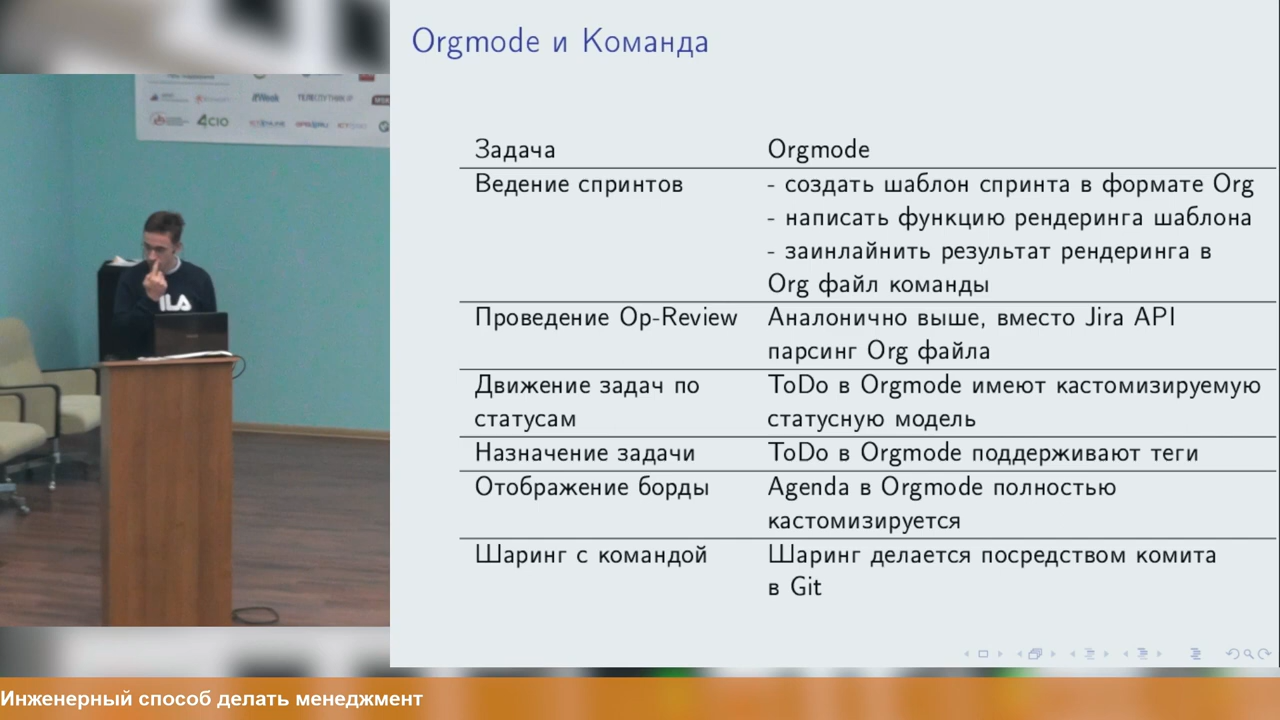 Orgmode и Команда
Задача Orgmode
Ведение спринтов - создать шаблон спринта в формате Org
- написать функцию рендеринга шаблона
- заинлайнить результат рендеринга в
Org файл команды
Проведение Op-Review Аналонично выше, вместо Jira API
парсинг Org файла
Движение задач по ToDo в Orgmode имеют кастомизируемую
статусам статусную модель
Назначение задачи ToDo в Orgmode поддерживают теги
Отображение борды Agenda в Orgmode полностью
кастомизируется
Шаринг с командой Шаринг делается посредством комита
в Git
itWeek ТЕЛЕСПУТНИК
4CIO
ILA
Инженерный способ делать менеджмент